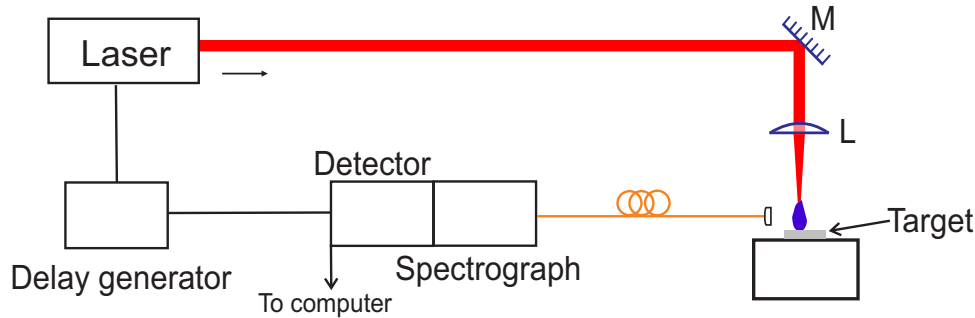 M
Laser
L
Detector
Target
Delay generator
Spectrograph
To computer